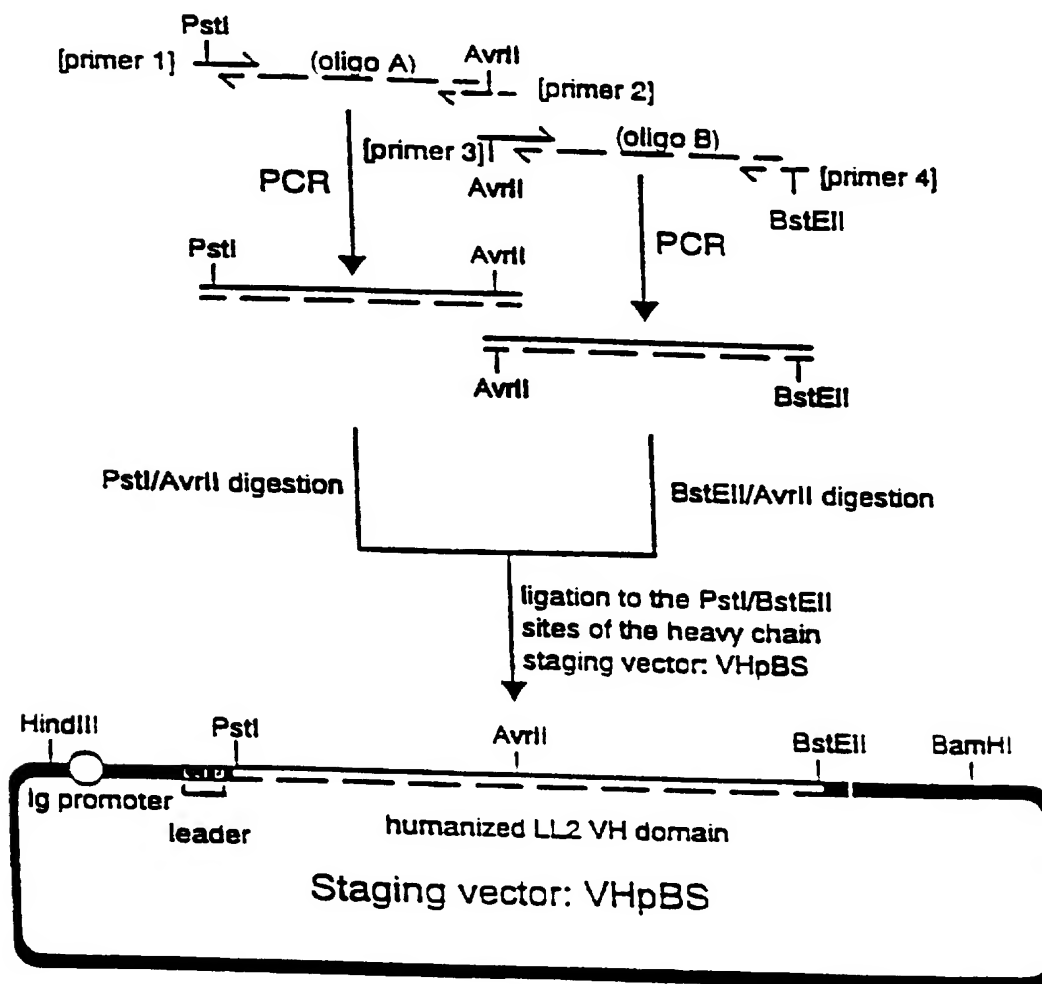 PstI
[primer 1]
(oligo A)
AvrII
[primer 2]
[primer 3]
(oligo B)
[primer 4]
AvrII
BstEII
PCR
PCR
PstI
AvrII
AvrII
BstEII
PstI/AvrII digestion
BstEII/AvrII digestion
ligation to the PstI/BstEII
sites of the heavy chain
staging vector: VHpBS
HindIII
PstI
AvrII
BstEII
BamHI
Ig promoter
leader
humanized LL2 VH domain
Staging vector: VHpBS